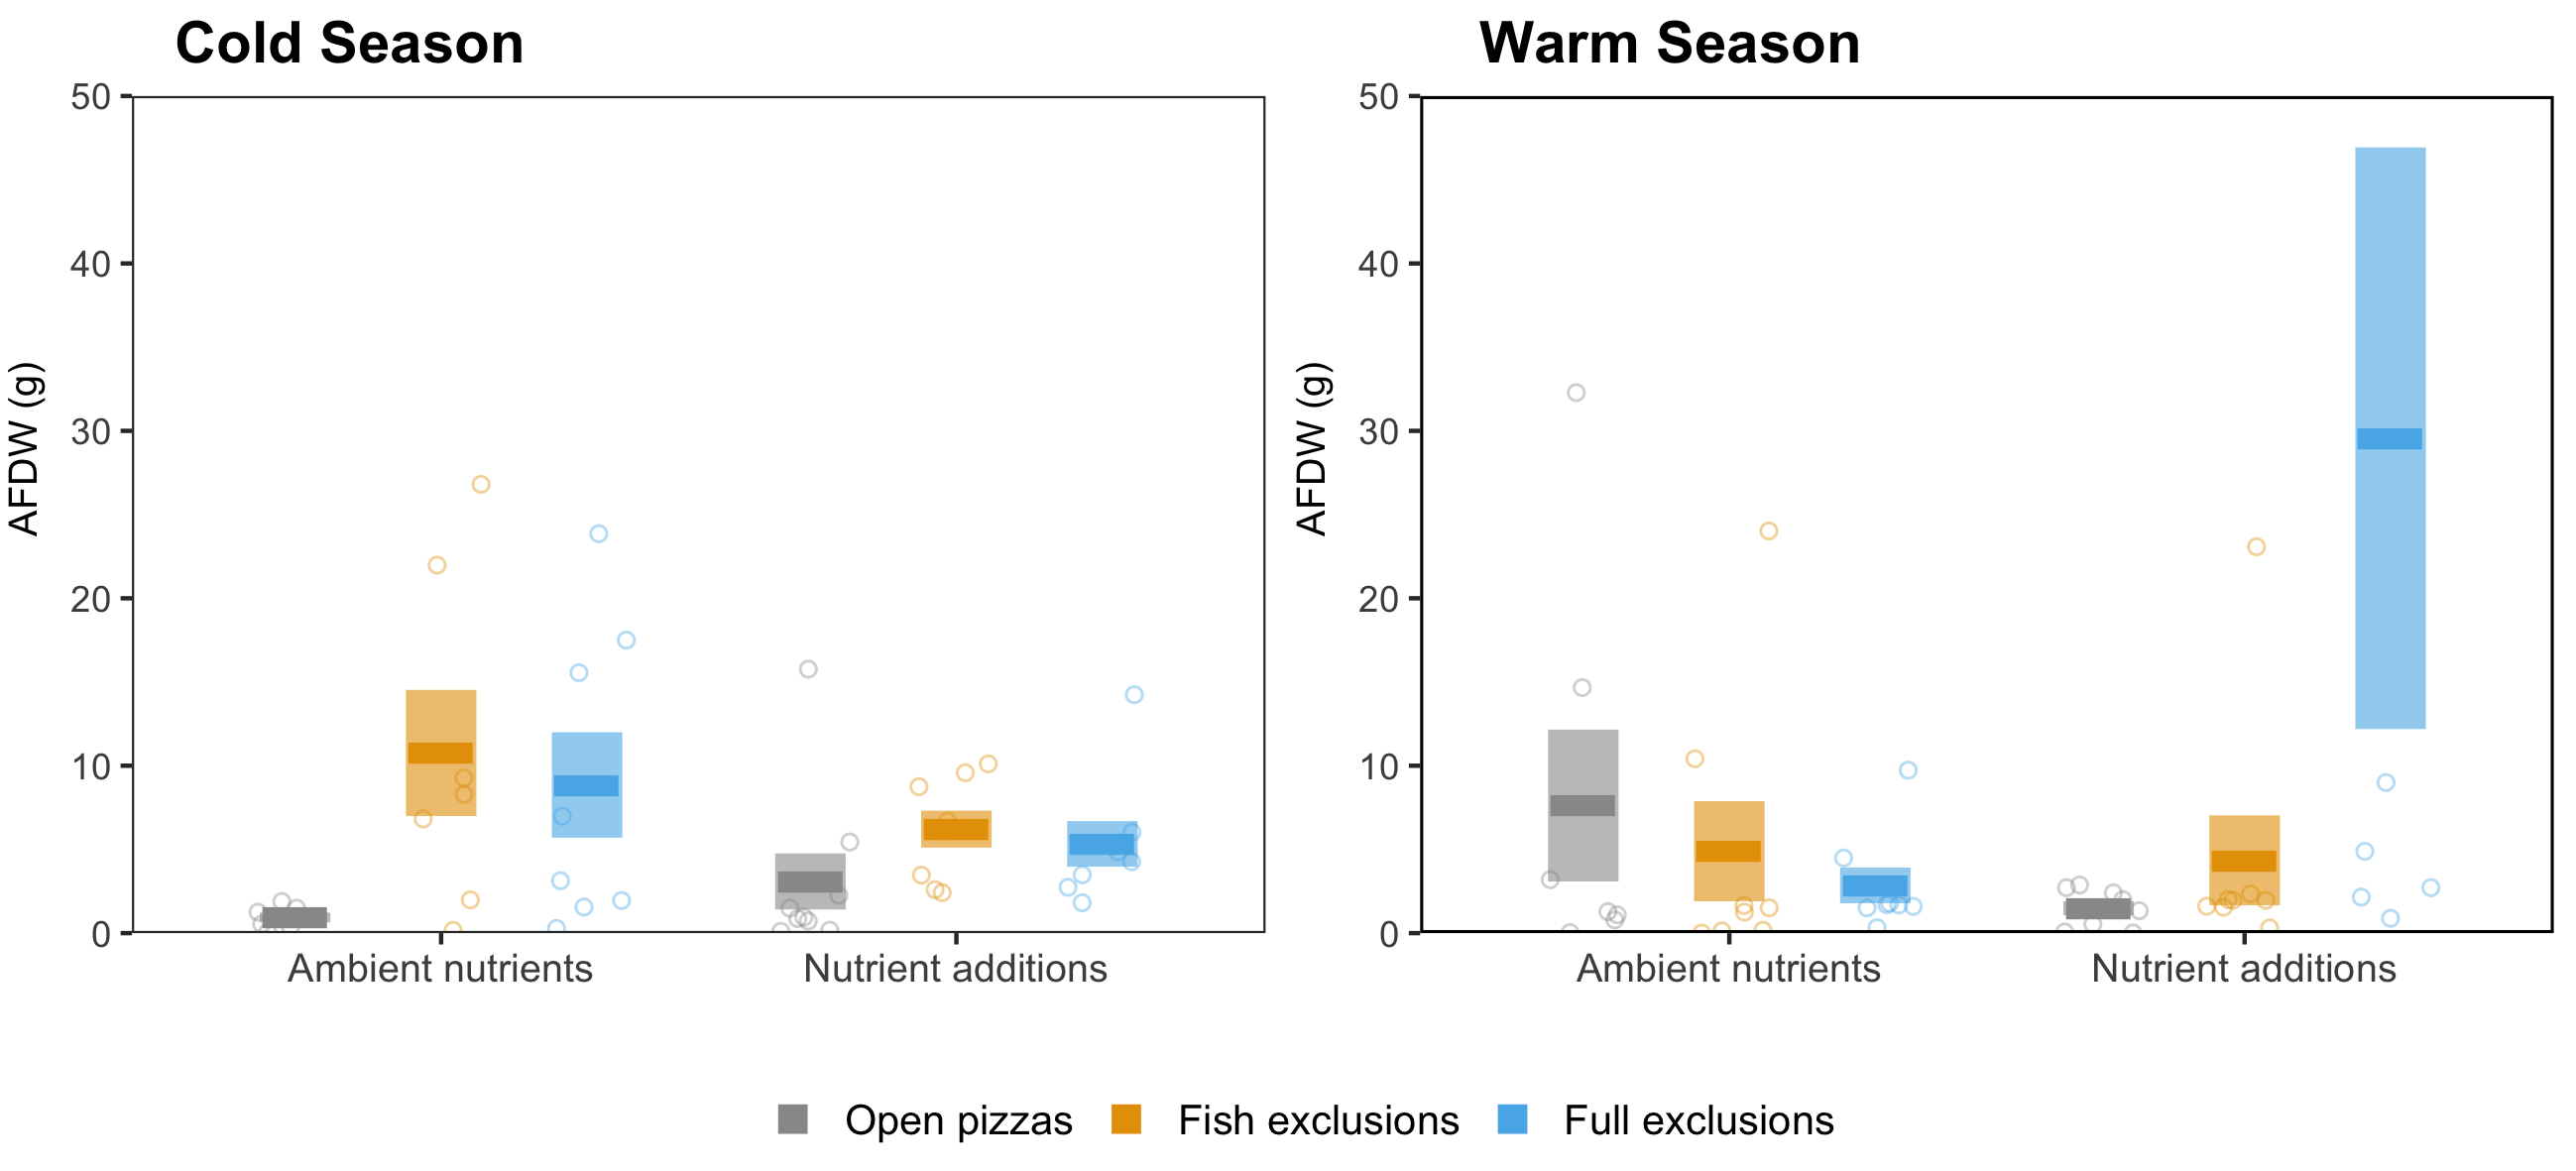 Cold Season
50
40
30
20
10
0
AFDW (g)
Ambient nutrients
Nutrient additions
Warm Season
50
40
30
20
10
0
AFDW (g)
Ambient nutrients
Nutrient additions
Open pizzas
Fish exclusions
Full exclusions